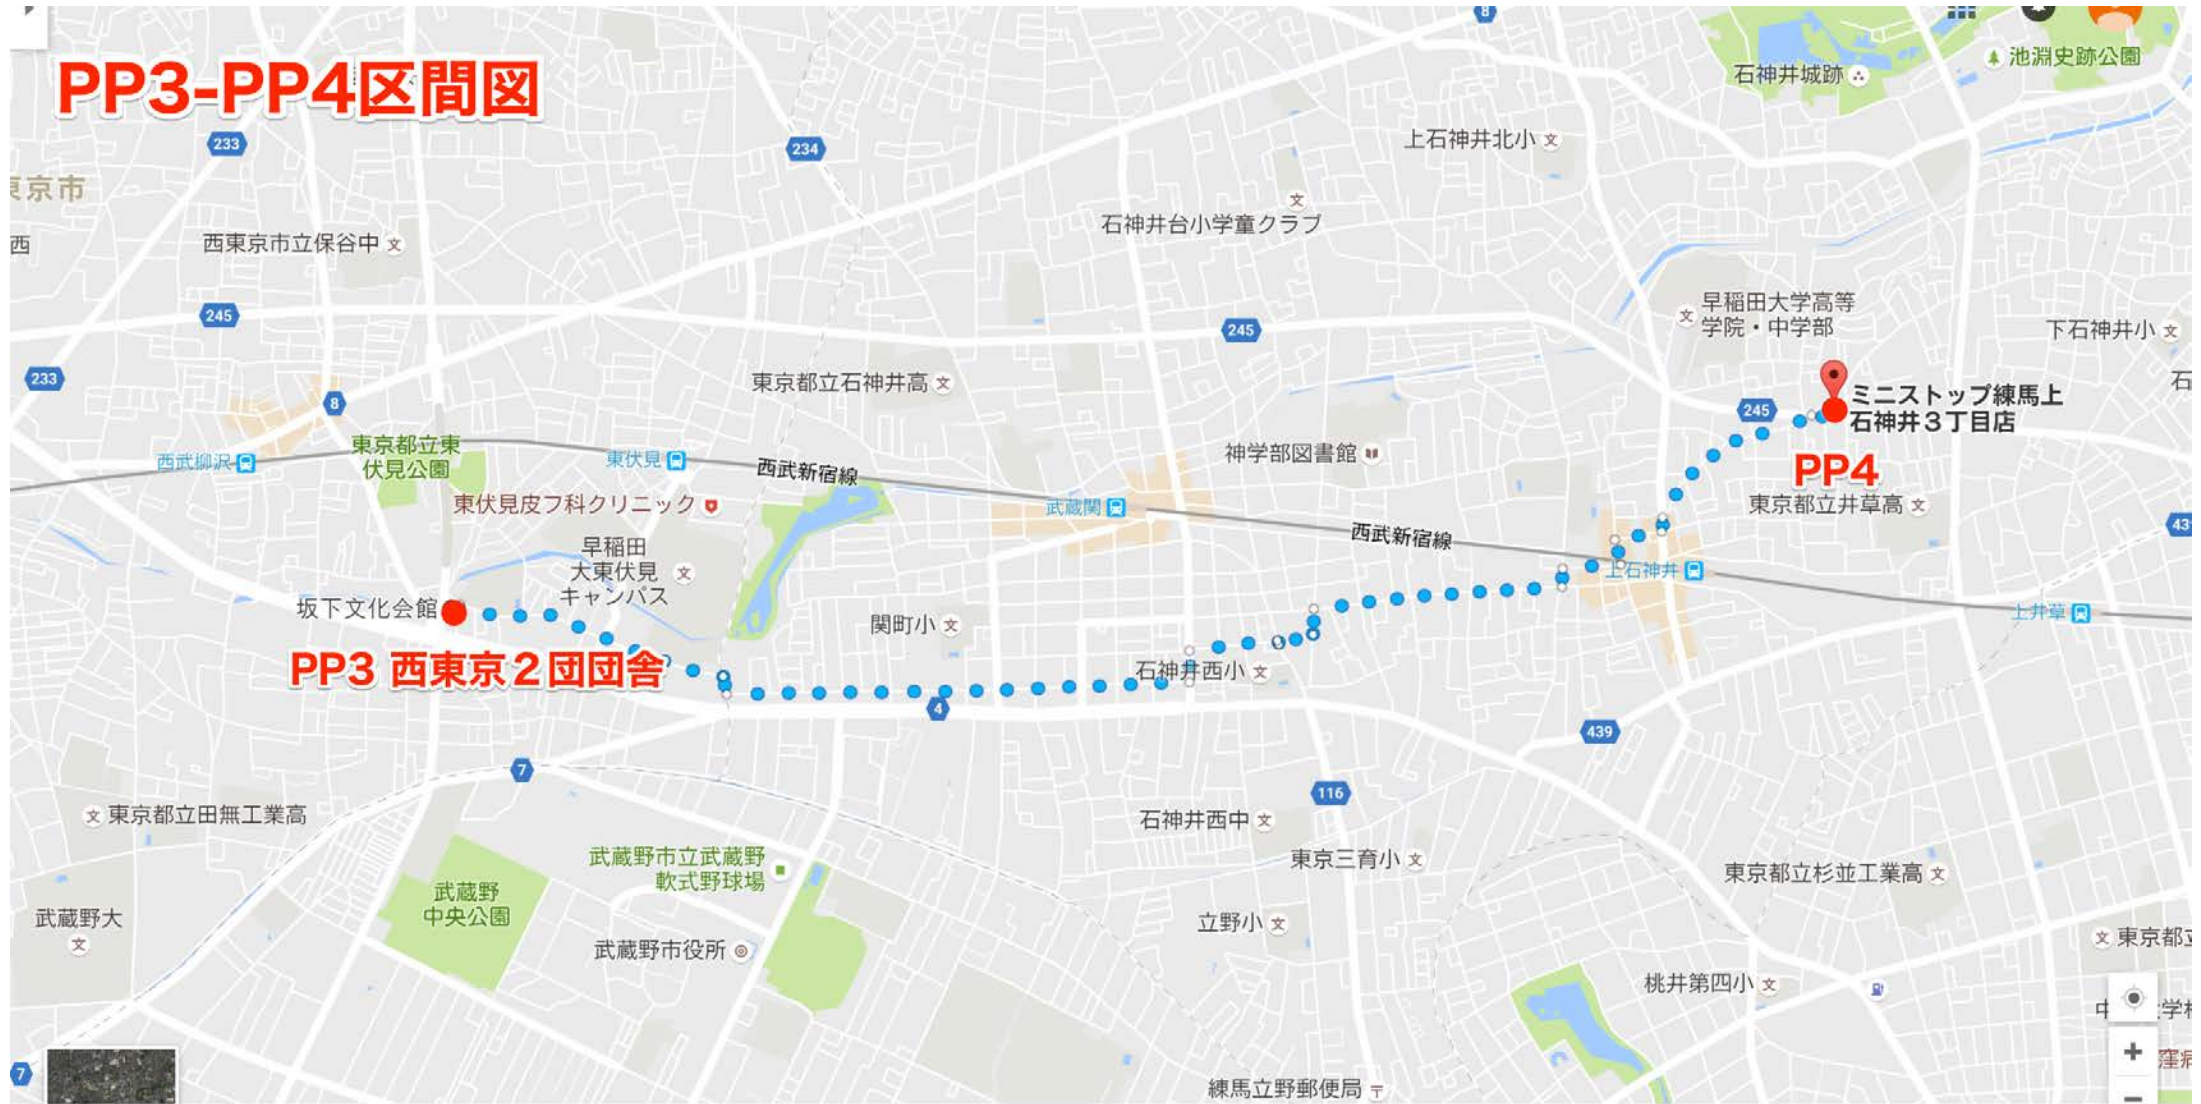 PP3-PP4区間図
8
石神井城跡
池淵史跡公園
233
234
上石神井北小
京市
西
西東京市立保谷中
石神井台小学童クラブ
245
245
早稲田大学高等
学院・中学部
下石神井小
233
8
東京都立石神井高
石
ミニストップ練馬上
石神井3丁目店
245
PP4
東京都立東
伏見公園
西武柳沢
東伏見
西武新宿線
神学部図書館
東伏見皮フ科クリニック
武蔵関
西武新宿線
東京都立井草高
43
早稲田
大東伏見
キャンパス
上石神井
坂下文化会館
関町小
上井草
PP3 西東京2団団舎
石神井西小
4
439
7
116
東京都立田無工業高
石神井西中
武蔵野市立武蔵野
軟式野球場
東京三育小
東京都立杉並工業高
武蔵野
中央公園
武蔵野大
立野小
武蔵野市役所
東京都立
桃井第四小
中
学校
7
窪病
練馬立野郵便局